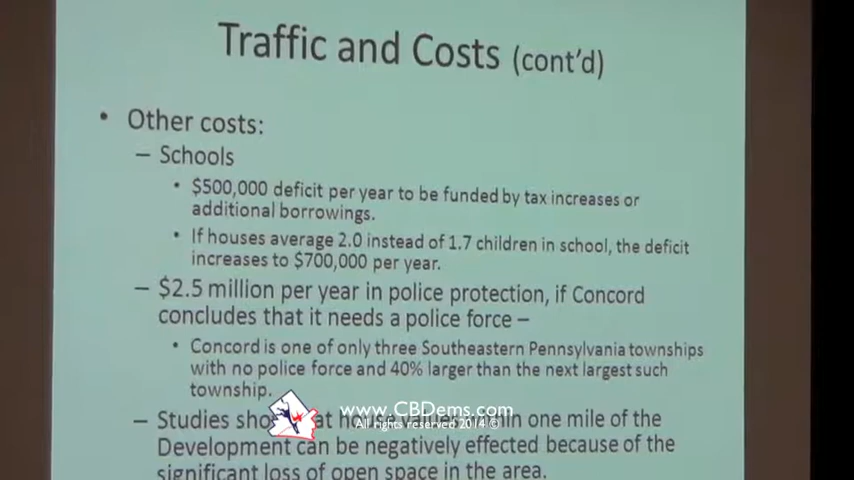 Traffic and Costs (cont'd)
• Other costs:
– Schools
• $500,000 deficit per year to be funded by tax increases or
additional borrowings.
• If houses average 2.0 instead of 1.7 children in school, the deficit
increases to $700,000 per year.
– $2.5 million per year in police protection, if Concord
concludes that it needs a police force –
• Concord is one of only three Southeastern Pennsylvania townships
with no police force and 40% larger than the next largest such
township.
– Studies values one mile of the
Development can be negatively effected because of the
significant loss of open space in the area.
www.CBDems.com
All rights reserved 2014 ©